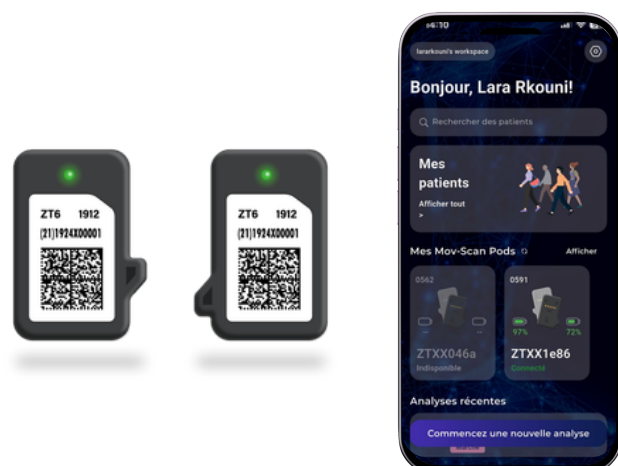 ZT6 1912
(21)1924X00001
ZT6 1912
(21)1924X00001
lararkouni's workspace
Bonjour, Lara Rkouni!
Rechercher des patients
Mes
patients
Afficher tout
>
Mes Mov-Scan Pods
Afficher
0562
0591
-- --
97% 72%
ZTXX046a
ZTXX1e86
Indisponible
Connecté
Analyses récentes
Commencez une nouvelle analyse